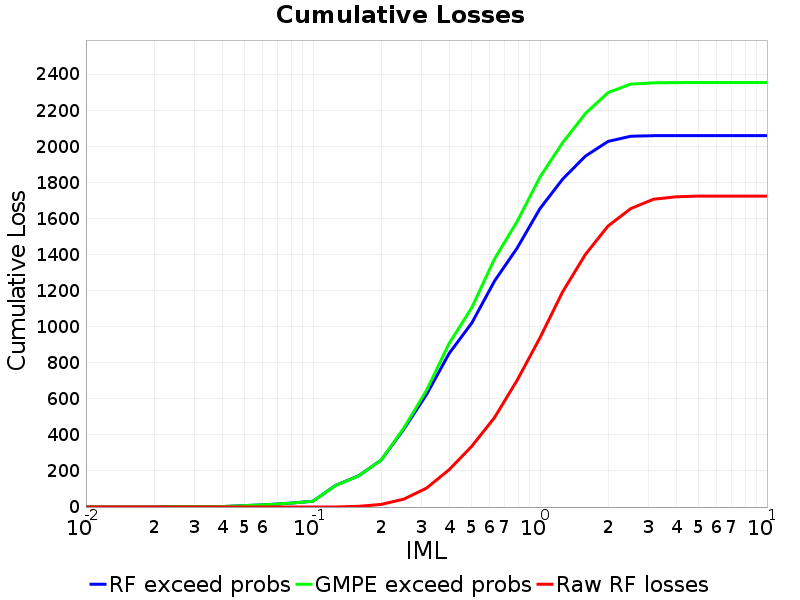 Cumulative Losses
Cumulative Loss
2400
2200
2000
1800
1600
1400
1200
1000
800
600
400
200
0
10-2 2 3 4 5 6 10-1 2 3 4 5 6 7 100 2 3 4 5 6 7 101
IML
RF exceed probs GMPE exceed probs Raw RF losses